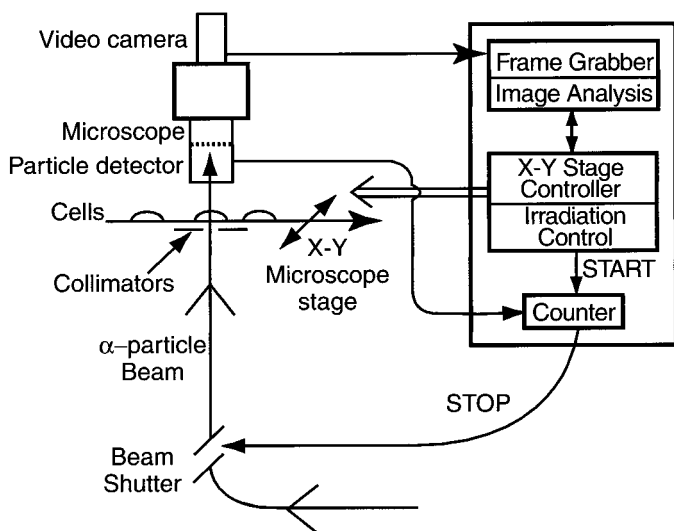 Video camera
Microscope
Particle detector
Cells
Collimators
X-Y
Microscope
stage
α–particle
Beam
Beam
Shutter
Frame Grabber
Image Analysis
X-Y Stage
Controller
Irradiation
Control
START
Counter
STOP